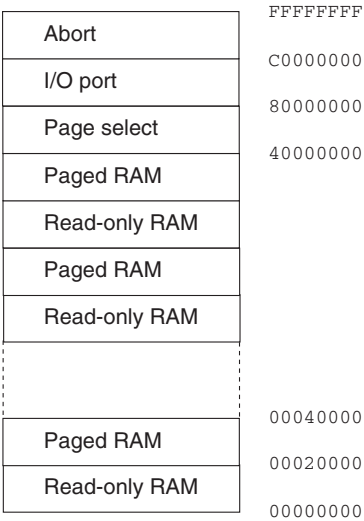 FFFFFFFF
Abort
C0000000
I/O port
80000000
Page select
40000000
Paged RAM
Read-only RAM
Paged RAM
Read-only RAM
00040000
Paged RAM
00020000
Read-only RAM
00000000